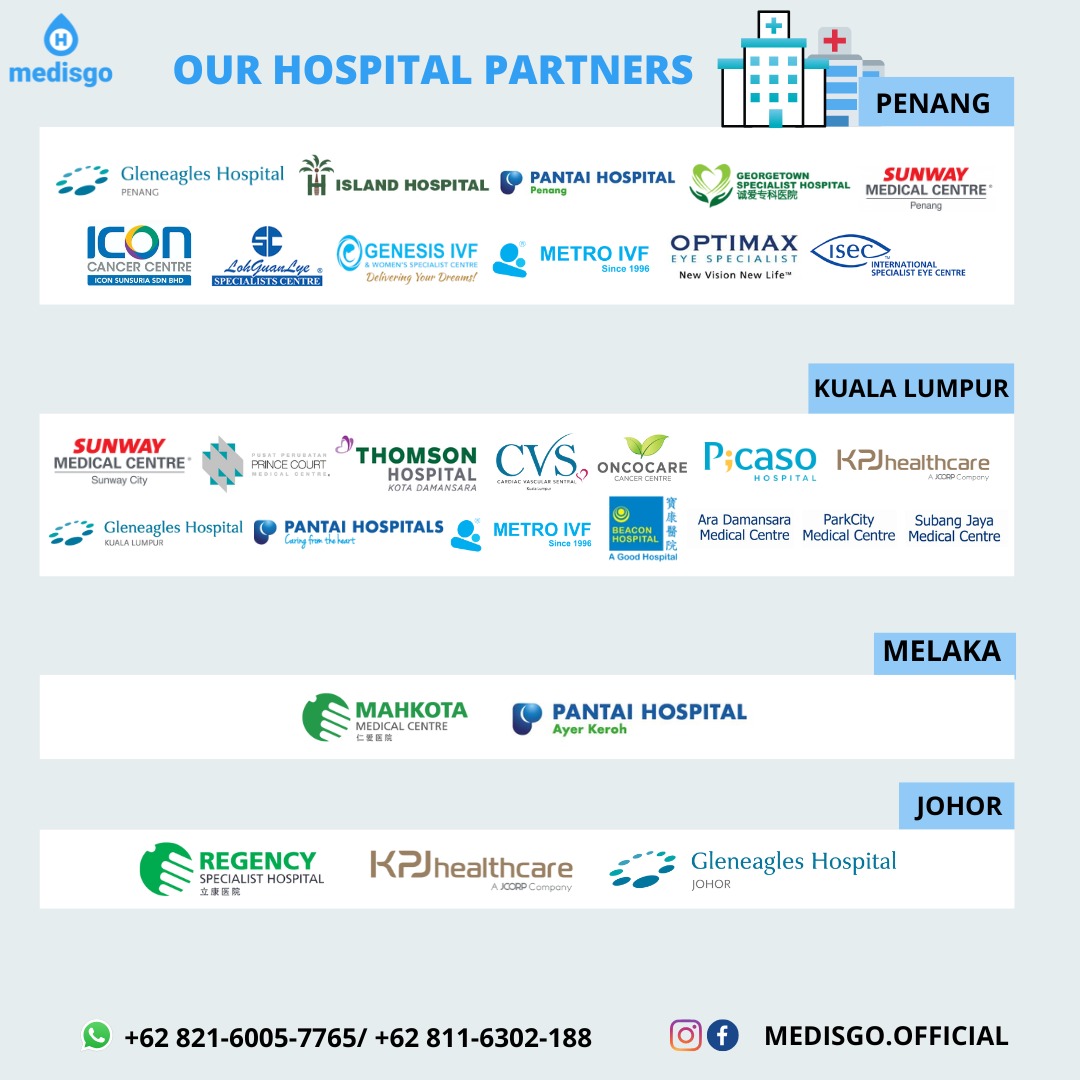 H
medisgo
OUR HOSPITAL PARTNERS
PENANG
Gleneagles Hospital
PENANG
ISLAND HOSPITAL
PANTAI HOSPITAL
Penang
GEORGETOWN
SPECIALIST HOSPITAL
诚爱专科医院
SUNWAY
MEDICAL CENTRE®
Penang
ICON
CANCER CENTRE
ICON SUNSURIA SDN BHD
SC
LohGuanLye®
SPECIALISTS CENTRE
GENESIS IVF
& WOMEN'S SPECIALIST CENTRE
Delivering Your Dreams!
METRO IVF
Since 1996
OPTIMAX
EYE SPECIALIST
New Vision New Life™
ISEC™
INTERNATIONAL
SPECIALIST EYE CENTRE
KUALA LUMPUR
SUNWAY
MEDICAL CENTRE®
Sunway City
PUSAT PERUBATAN
PRINCE COURT
MEDICAL CENTRE
THOMSON
HOSPITAL
KOTA DAMANSARA
CVS
CARDIAC VASCULAR SENTRAL
Kuala Lumpur
ONCOCARE
CANCER CENTRE
P;caso
HOSPITAL
KPJhealthcare
A JCORP Company
Gleneagles Hospital
KUALA LUMPUR
PANTAI HOSPITALS
Caring from the heart
METRO IVF
Since 1996
BEACON
HOSPITAL
寶康醫院
A Good Hospital
Ara Damansara
Medical Centre
ParkCity
Medical Centre
Subang Jaya
Medical Centre
MELAKA
MAHKOTA
MEDICAL CENTRE
仁爱医院
PANTAI HOSPITAL
Ayer Keroh
JOHOR
REGENCY
SPECIALIST HOSPITAL
立康医院
KPJhealthcare
A JCORP Company
Gleneagles Hospital
JOHOR
+62 821-6005-7765/ +62 811-6302-188
MEDISGO.OFFICIAL